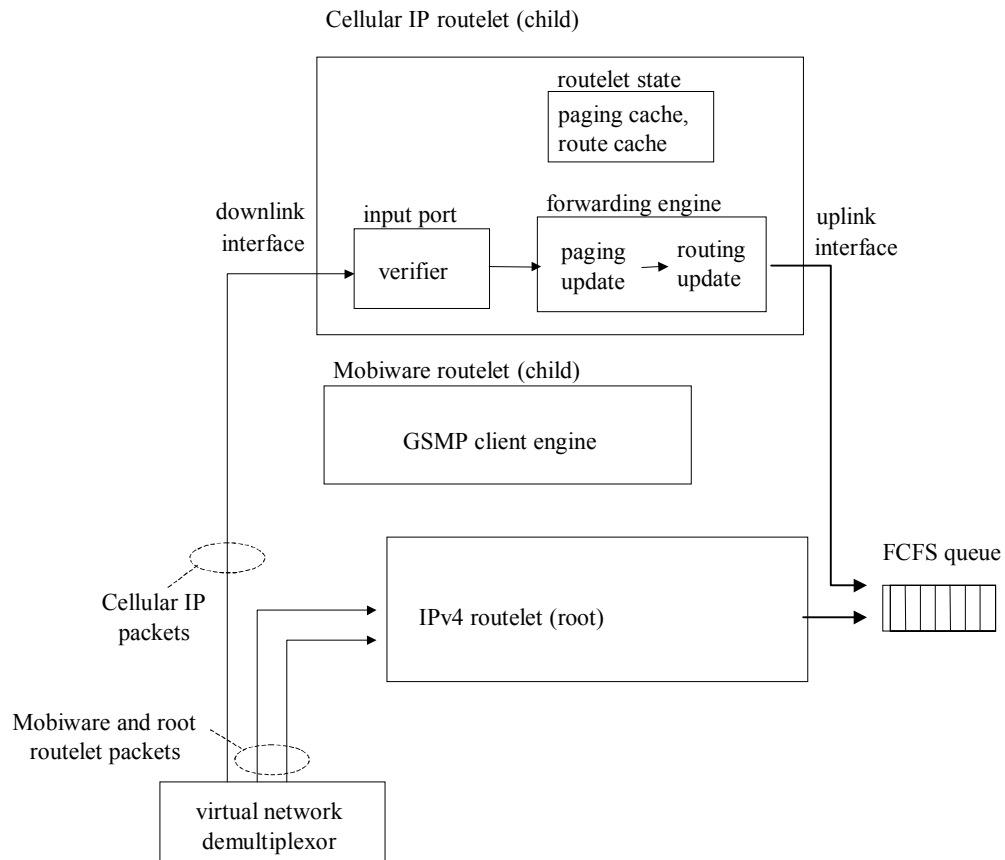 Cellular IP routelet (child)
routelet state
paging cache,
route cache
downlink
interface
input port
verifier
forwarding engine
paging
update
routing
update
uplink
interface
Mobiware routelet (child)
GSMP client engine
FCFS queue
Cellular IP
packets
IPv4 routelet (root)
Mobiware and root
routelet packets
virtual network
demultiplexor